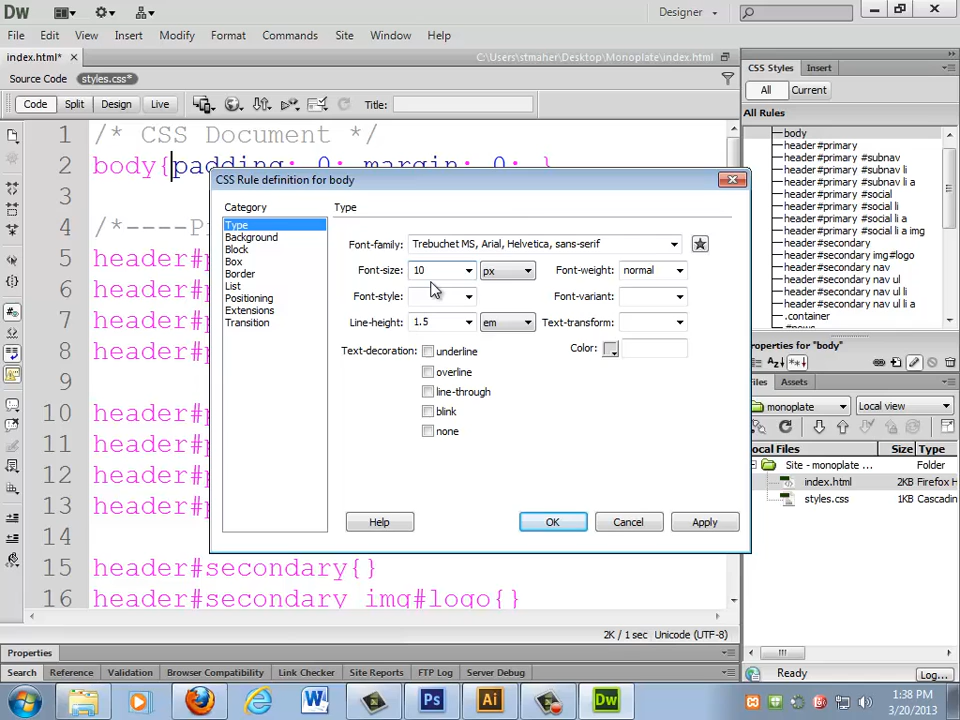 Dw
Designer
File Edit View Insert Modify Format Commands Site Window Help
index.html*
C:\Users\stmaher\Desktop\Monoplate\index.html
Source Code styles.css*
Code Split Design Live Title:
CSS Styles Insert
All Current
All Rules
body
header#primary
header#primary #subnav
header#primary #subnav li
header#primary #subnav li a
header#primary #social
header#primary #social li
header#primary #social li a
header#primary #social li a img
header#secondary
header#secondary img#logo
header#secondary nav
header#secondary nav ul
header#secondary nav ul li
header#secondary nav ul li a
.container
1 /* CSS Document */
2 body{padding: 0; margin: 0; }
3
4 /*----P
5 header#
6 header#
7 header#
8 header#
9
10 header#
11 header#
12 header#
13 header#
14
15 header#secondary{}
16 header#secondary img#logo{}
CSS Rule definition for body
Category
Type
Background
Block
Box
Border
List
Positioning
Extensions
Transition
Type
Font-family: Trebuchet MS, Arial, Helvetica, sans-serif
Font-size: 10 px Font-weight: normal
Font-style: Font-variant:
Line-height: 1.5 em Text-transform:
Text-decoration: underline Color:
overline
line-through
blink
none
Help OK Cancel Apply
roperties for "body"
iles Assets
monoplate Local view
ocal Files Size Type
Site - monoplate ... Folder
index.html 2KB Firefox H
styles.css 1KB Cascadin
2K / 1 sec Unicode (UTF-8)
Properties
Search Reference Validation Browser Compatibility Link Checker Site Reports FTP Log Server Debug
Ready Log...
W Ps Ai Dw
1:38 PM
3/20/2013